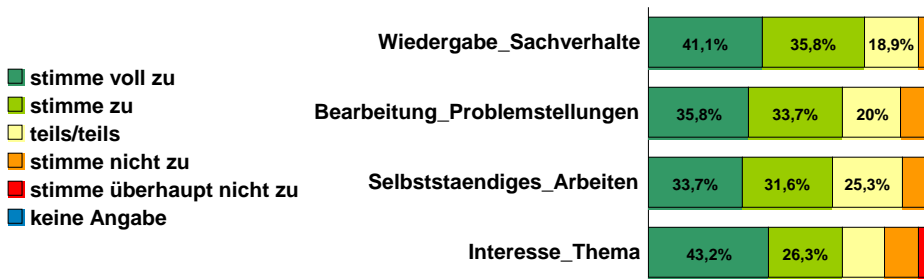 Wiedergabe_Sachverhalte
41,1% 35,8% 18,9%
stimme voll zu
stimme zu
Bearbeitung_Problemstellungen
35,8% 33,7% 20%
teils/teils
stimme nicht zu
Selbststaendiges_Arbeiten
33,7% 31,6% 25,3%
stimme überhaupt nicht zu
keine Angabe
Interesse_Thema
43,2% 26,3%